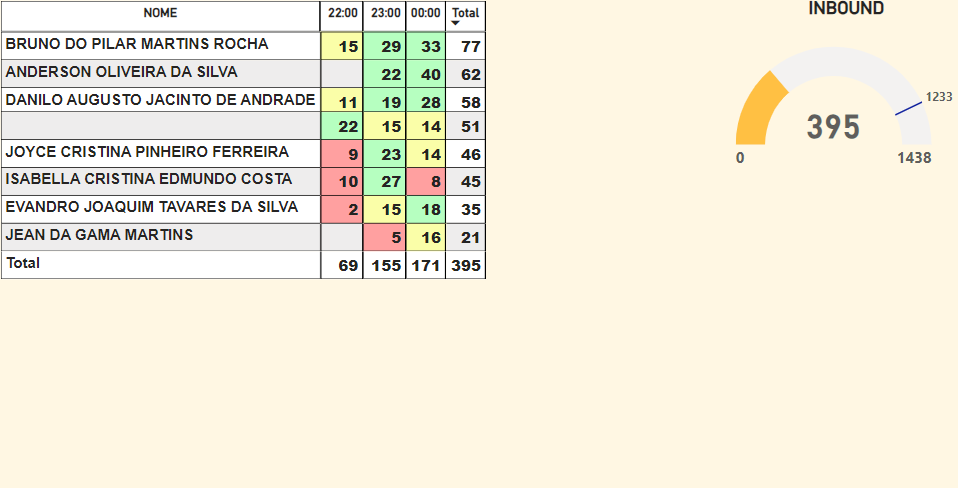 NOME 22:00 23:00 00:00 Total
BRUNO DO PILAR MARTINS ROCHA 15 29 33 77
ANDERSON OLIVEIRA DA SILVA 22 40 62
DANILO AUGUSTO JACINTO DE ANDRADE 11 19 28 58
22 15 14 51
JOYCE CRISTINA PINHEIRO FERREIRA 9 23 14 46
ISABELLA CRISTINA EDMUNDO COSTA 10 27 8 45
EVANDRO JOAQUIM TAVARES DA SILVA 2 15 18 35
JEAN DA GAMA MARTINS 5 16 21
Total 69 155 171 395
INBOUND
1233
395
0 1438